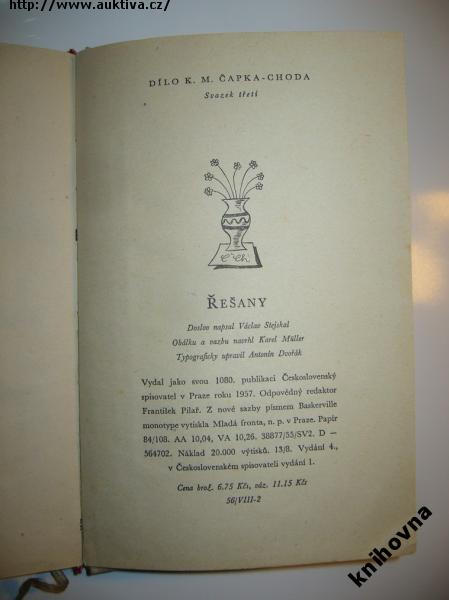 http://www.auktiva.cz/
DÍLO K. M. ČAPKA-CHODA
Svazek třetí
Č Ch.
ŘEŠANY
Doslov napsal Václav Stejskal
Obálku a vazbu navrhl Karel Müller
Typograficky upravil Antonín Dvořák
Vydal jako svou 1080. publikaci Československý
spisovatel v Praze roku 1957. Odpovědný redaktor
František Pilař. Z nové sazby písmem Baskerville
monotype vytiskla Mladá fronta, n. p. v Praze. Papír
84/108. AA 10,04, VA 10,26. 38877/55/SV2. D —
564702. Náklad 20.000 výtisků. 13/8. Vydání 4.,
v Československém spisovateli vydání 1.
Cena brož. 6.75 Kčs, váz. 11.15 Kčs
56/VIII-2
knihovna